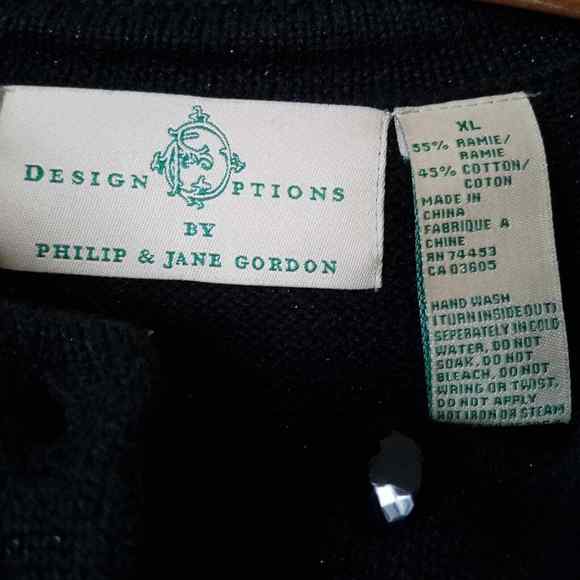 DESIGN OPTIONS
BY
PHILIP & JANE GORDON
XL
55% RAMIE/
RAMIE
45% COTTON/
COTON
MADE IN
CHINA
FABRIQUE A
CHINE
RN 74453
CA 03605
HAND WASH
(TURN INSIDE OUT)
SEPERATELY IN COLD
WATER, DO NOT
SOAK, DO NOT
BLEACH, DO NOT
WRING OR TWIST,
DO NOT APPLY
HOT IRON OR STEAM